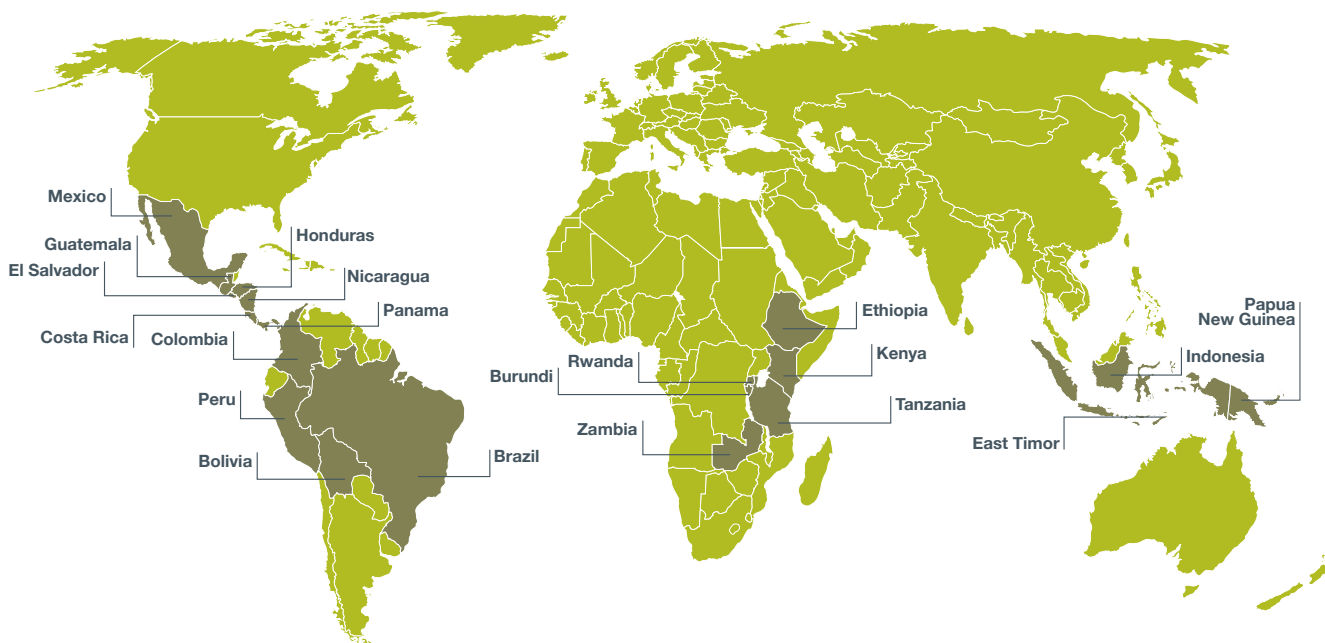 Mexico
Guatemala
Honduras
El Salvador
Nicaragua
Panama
Costa Rica
Colombia
Peru
Bolivia
Brazil
Ethiopia
Rwanda
Kenya
Burundi
Tanzania
Zambia
Papua
New Guinea
Indonesia
East Timor